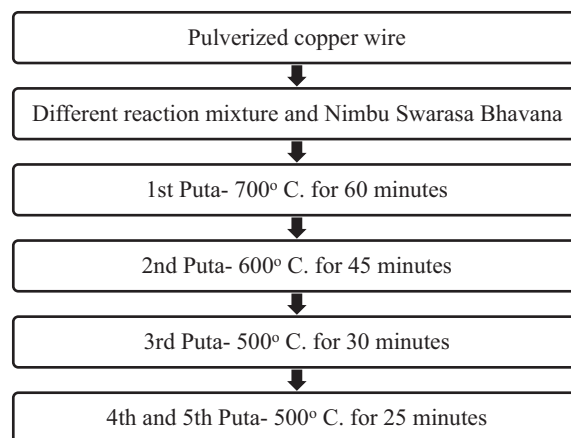 Pulverized copper wire
Different reaction mixture and Nimbu Swarasa Bhavana
1st Puta- 700° C. for 60 minutes
2nd Puta- 600° C. for 45 minutes
3rd Puta- 500° C. for 30 minutes
4th and 5th Puta- 500° C. for 25 minutes